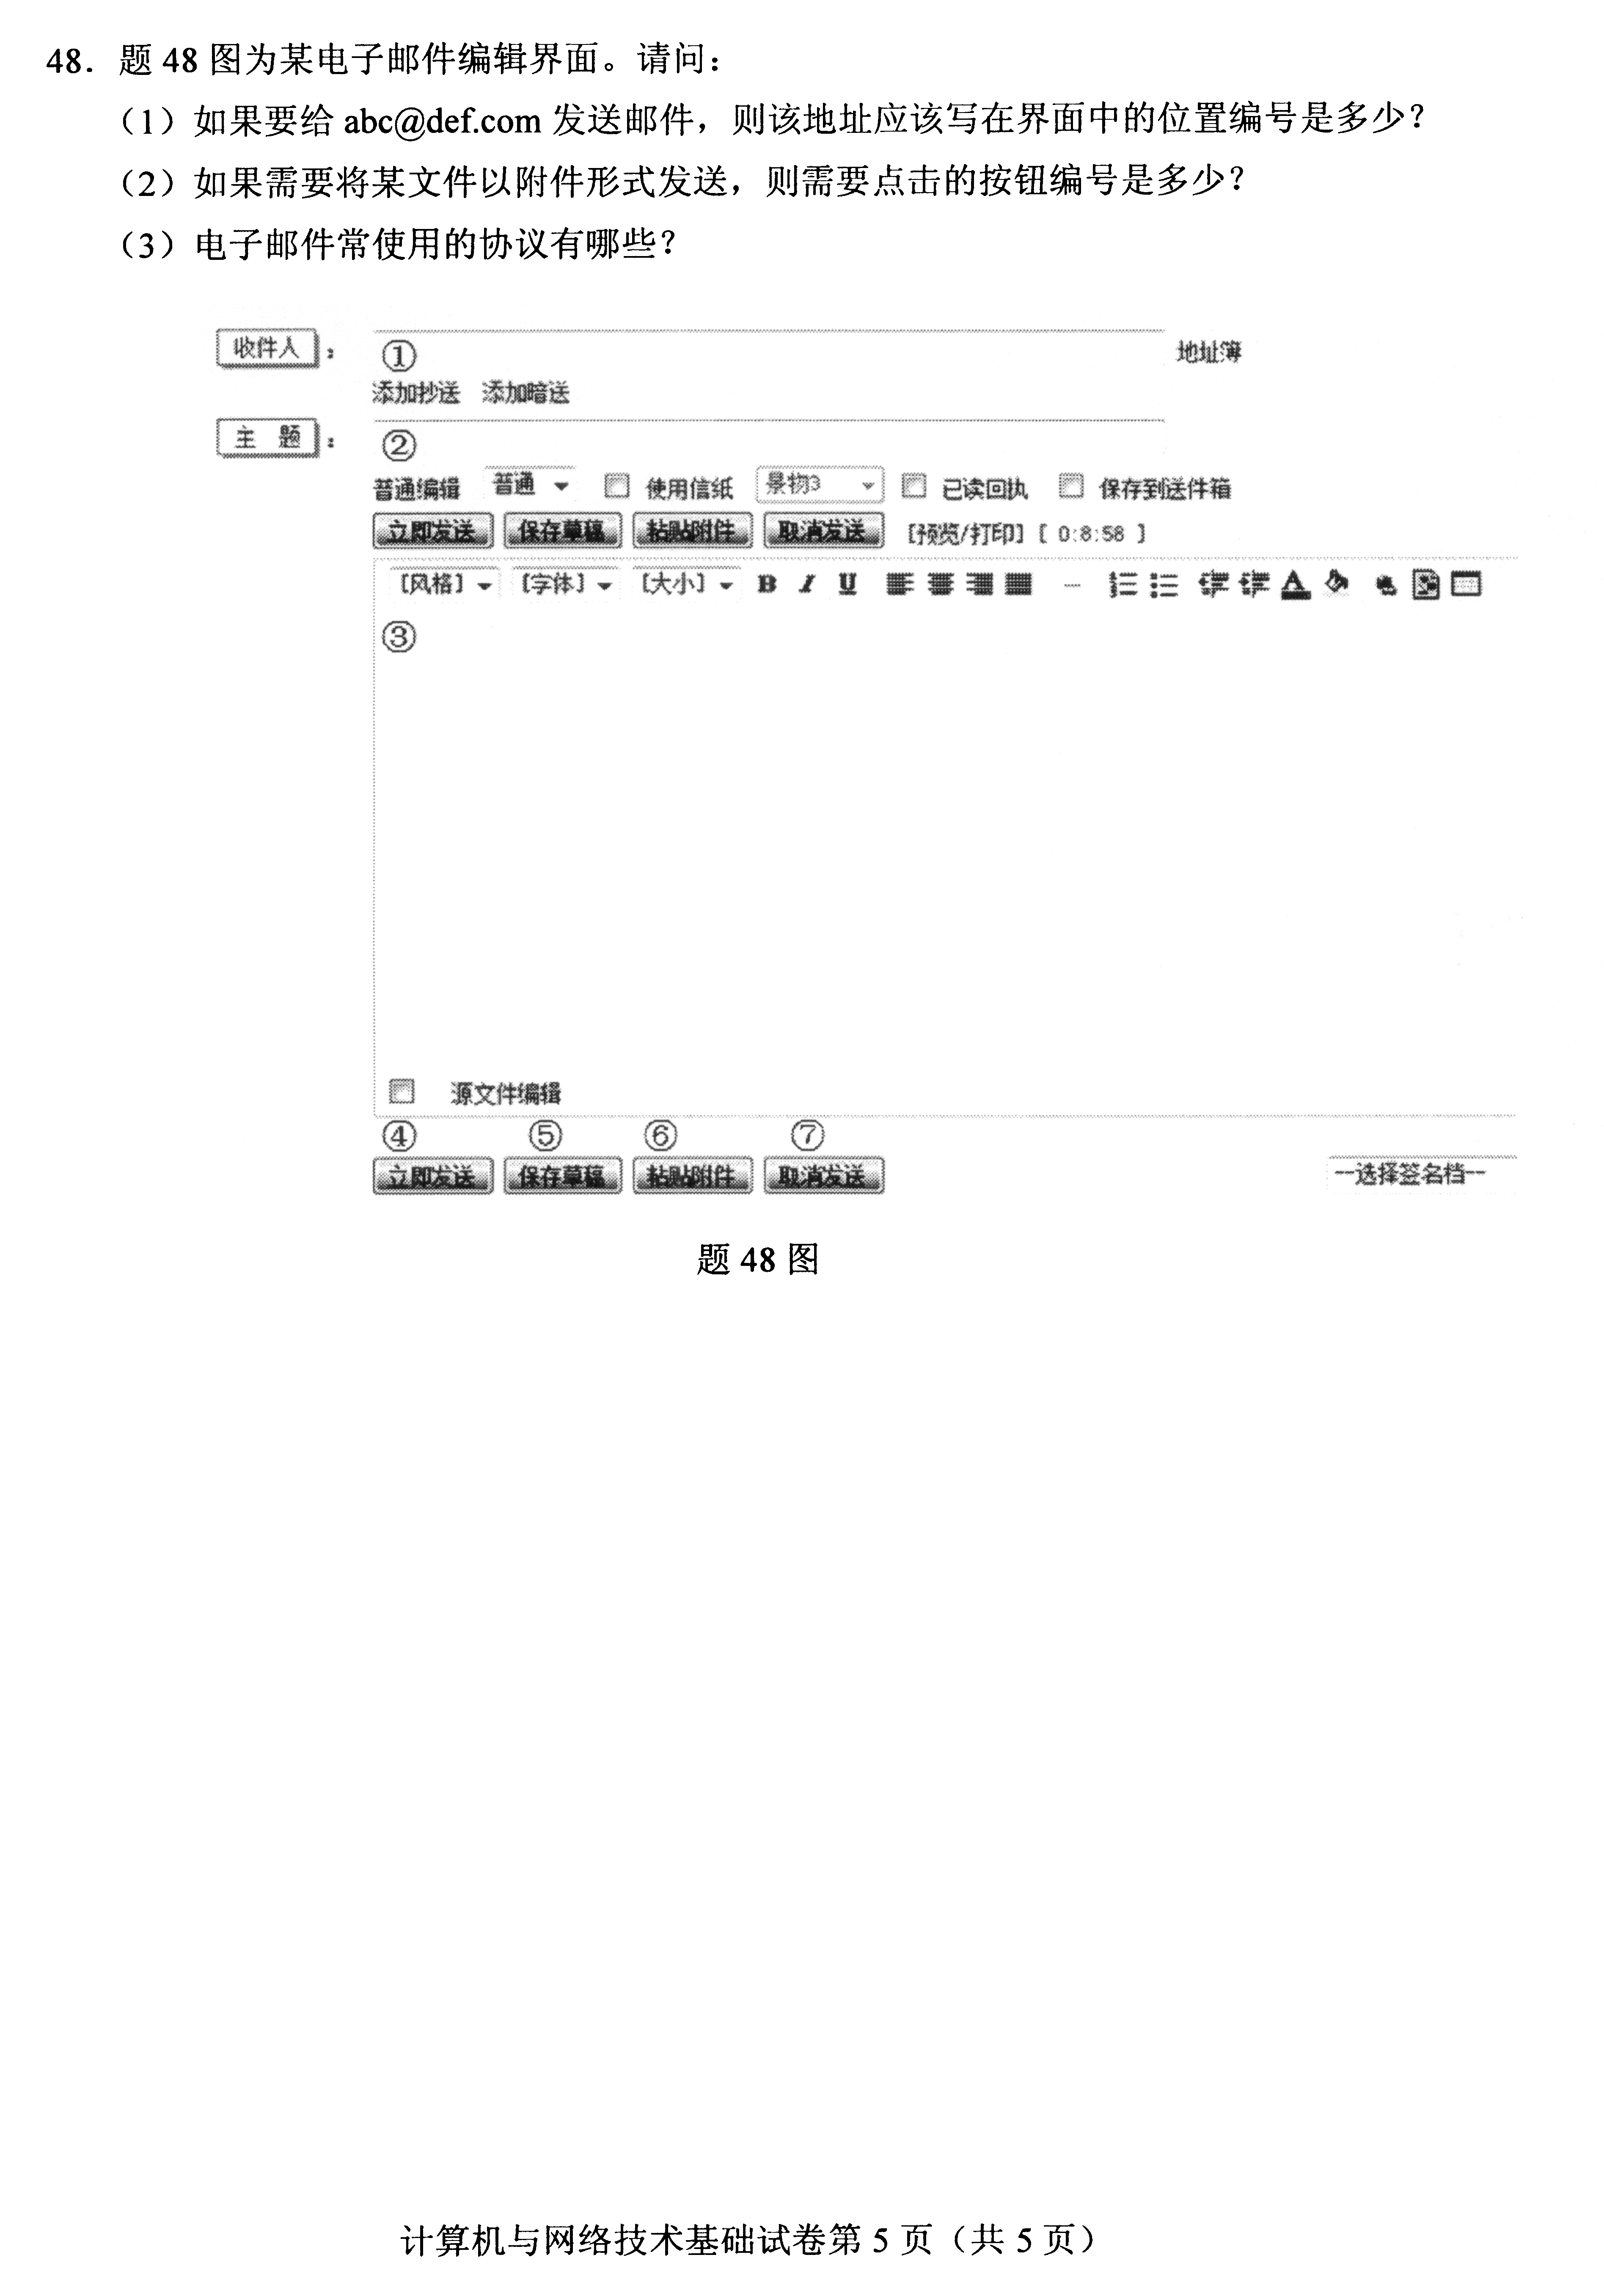 48. 题 48 图为某电子邮件编辑界面。请问：
（1）如果要给 abc@def.com 发送邮件，则该地址应该写在界面中的位置编号是多少？
（2）如果需要将某文件以附件形式发送，则需要点击的按钮编号是多少？
（3）电子邮件常使用的协议有哪些？
收件人 ： ① 地址簿
添加抄送 添加暗送
主 题 ： ②
普通编辑 普通 使用信纸 景物3 已读回执 保存到送件箱
立即发送 保存草稿 粘贴附件 取消发送 [预览/打印] [ 0:8:58 ]
[风格] [字体] [大小] B I U A
③
源文件编辑
④ ⑤ ⑥ ⑦
立即发送 保存草稿 粘贴附件 取消发送 --选择签名档--
题 48 图
计算机与网络技术基础试卷第 5 页（共 5 页）